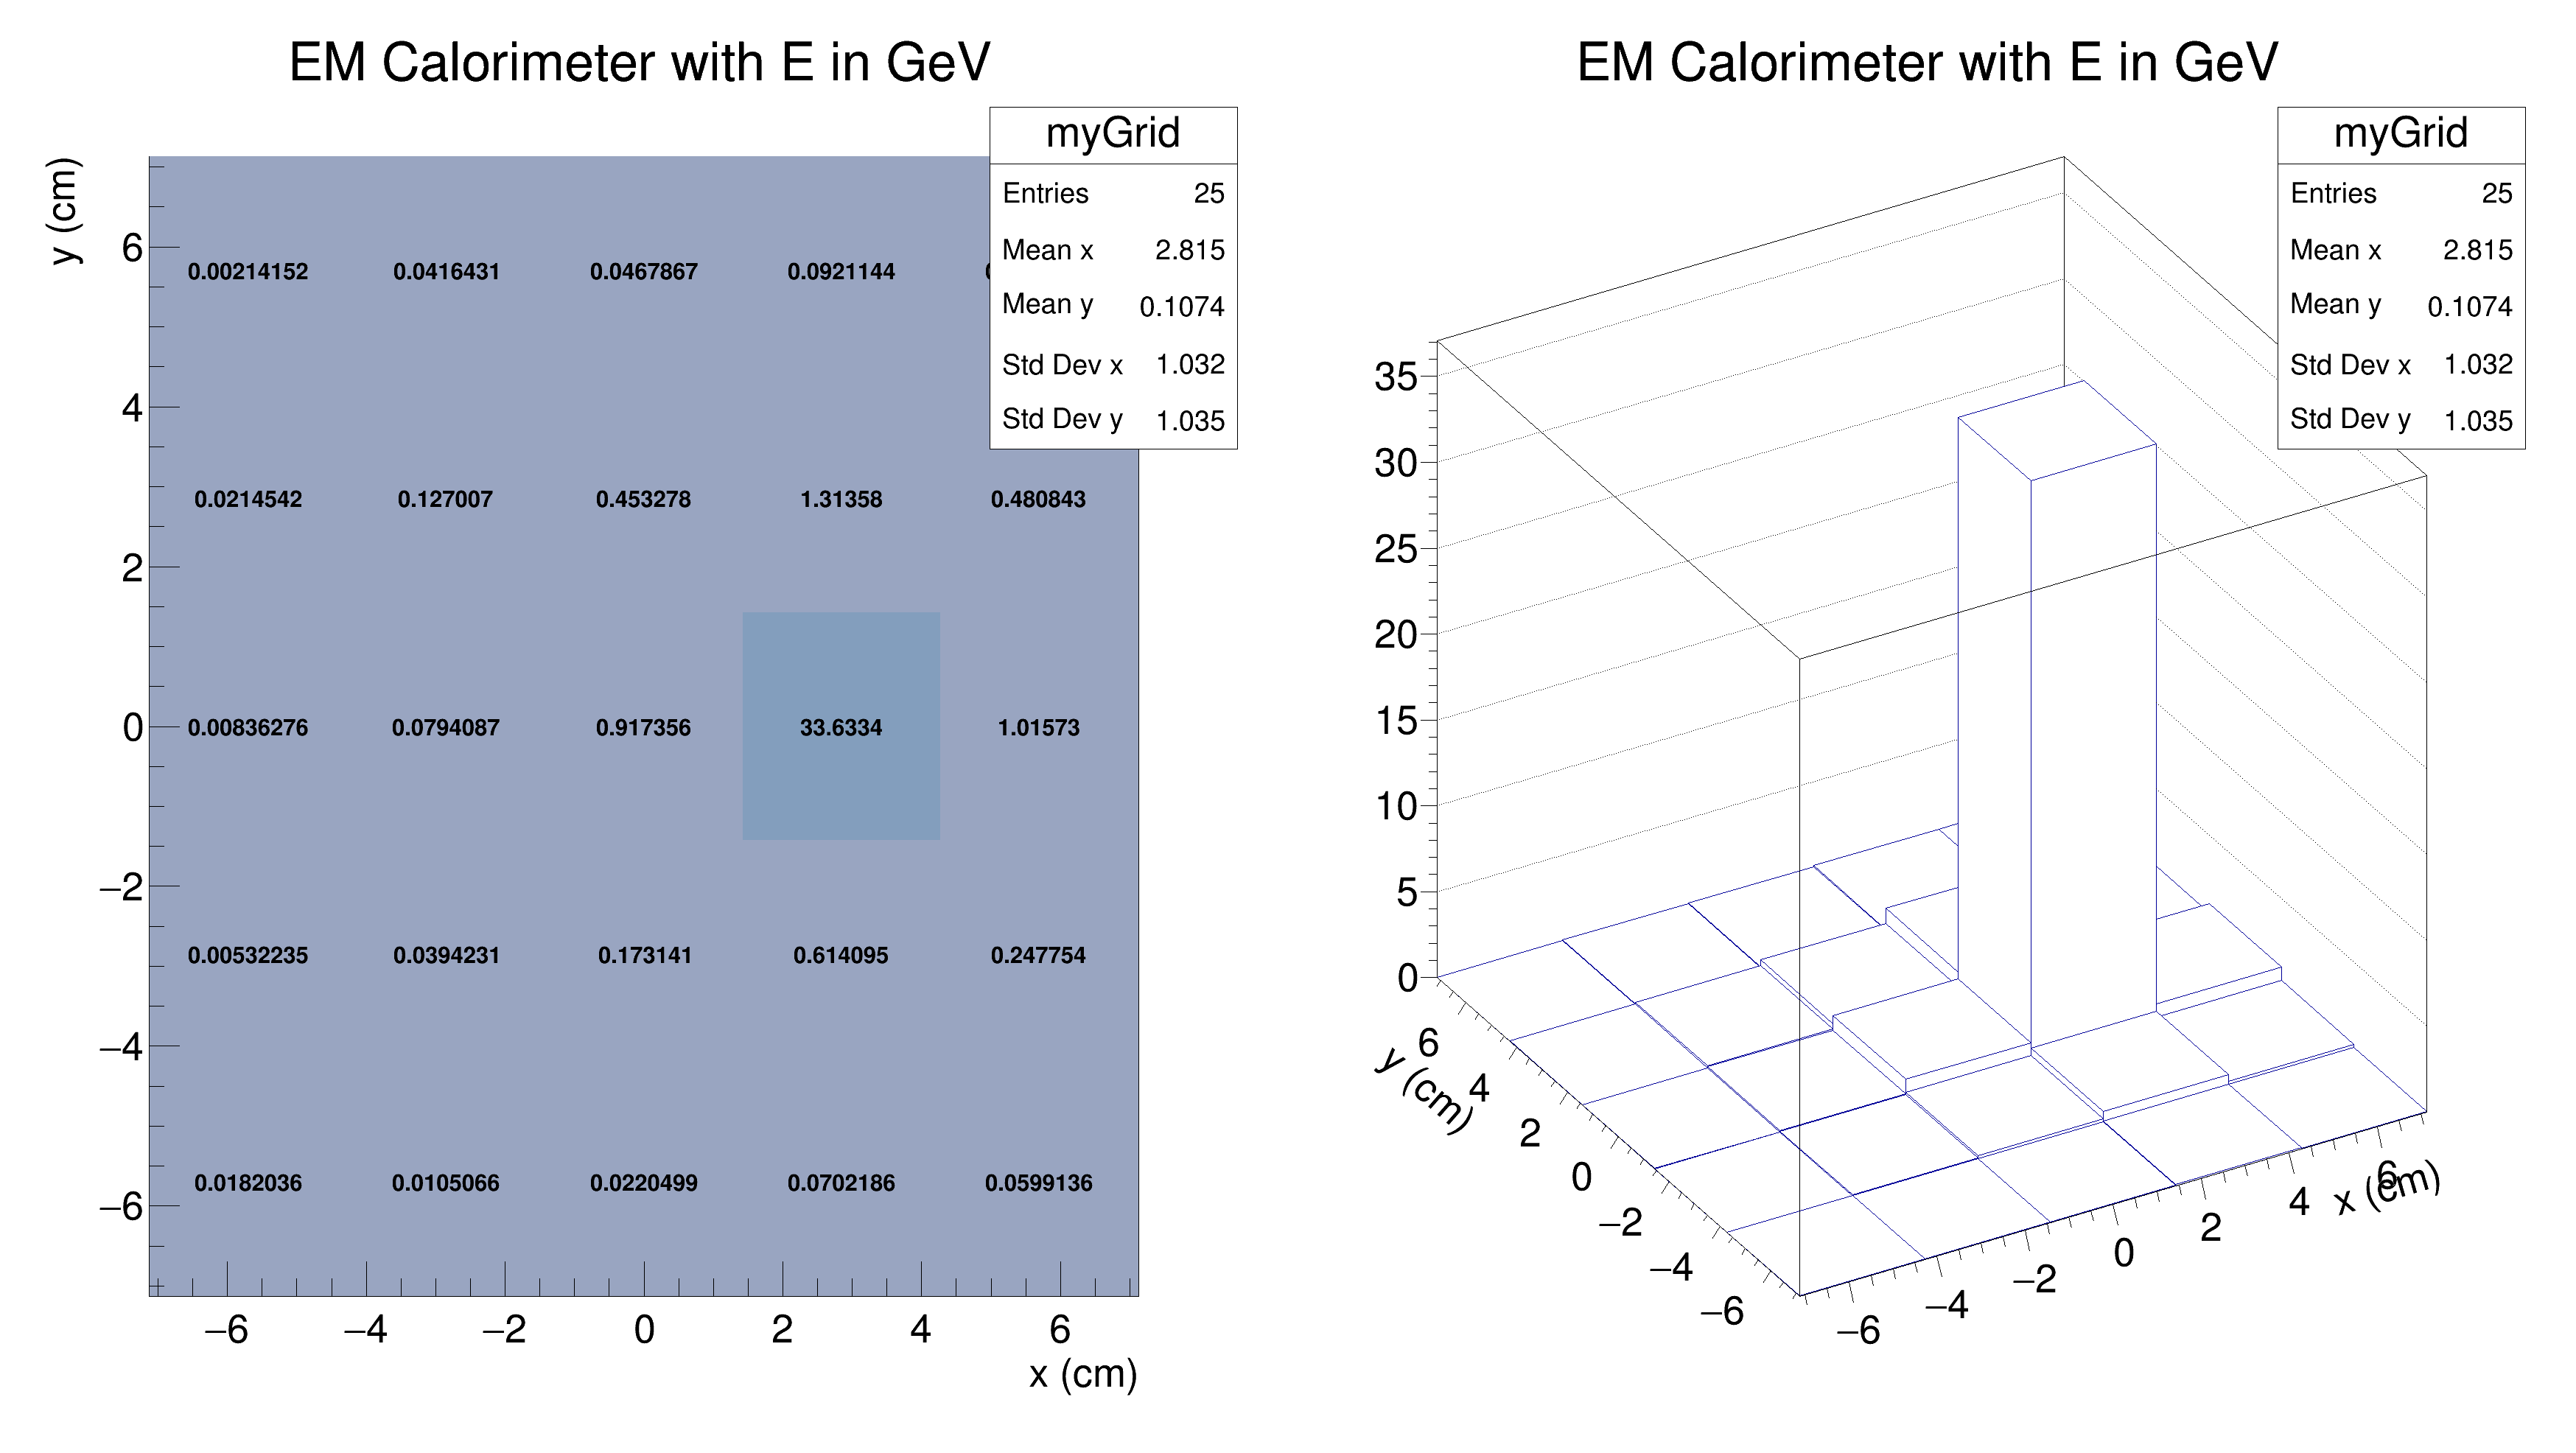 EM Calorimeter with E in GeV
myGrid
Entries 25
Mean x 2.815
Mean y 0.1074
Std Dev x 1.032
Std Dev y 1.035
y (cm)
6
4
2
0
−2
−4
−6
0.00214152 0.0416431 0.0467867 0.0921144
0.0214542 0.127007 0.453278 1.31358 0.480843
0.00836276 0.0794087 0.917356 33.6334 1.01573
0.00532235 0.0394231 0.173141 0.614095 0.247754
0.0182036 0.0105066 0.0220499 0.0702186 0.0599136
−6 −4 −2 0 2 4 6
x (cm)
EM Calorimeter with E in GeV
myGrid
Entries 25
Mean x 2.815
Mean y 0.1074
Std Dev x 1.032
Std Dev y 1.035
35
30
25
20
15
10
5
0
6
4
2
0
−2
−4
−6
y (cm)
−6
−4
−2
0
2
4
6
x (cm)